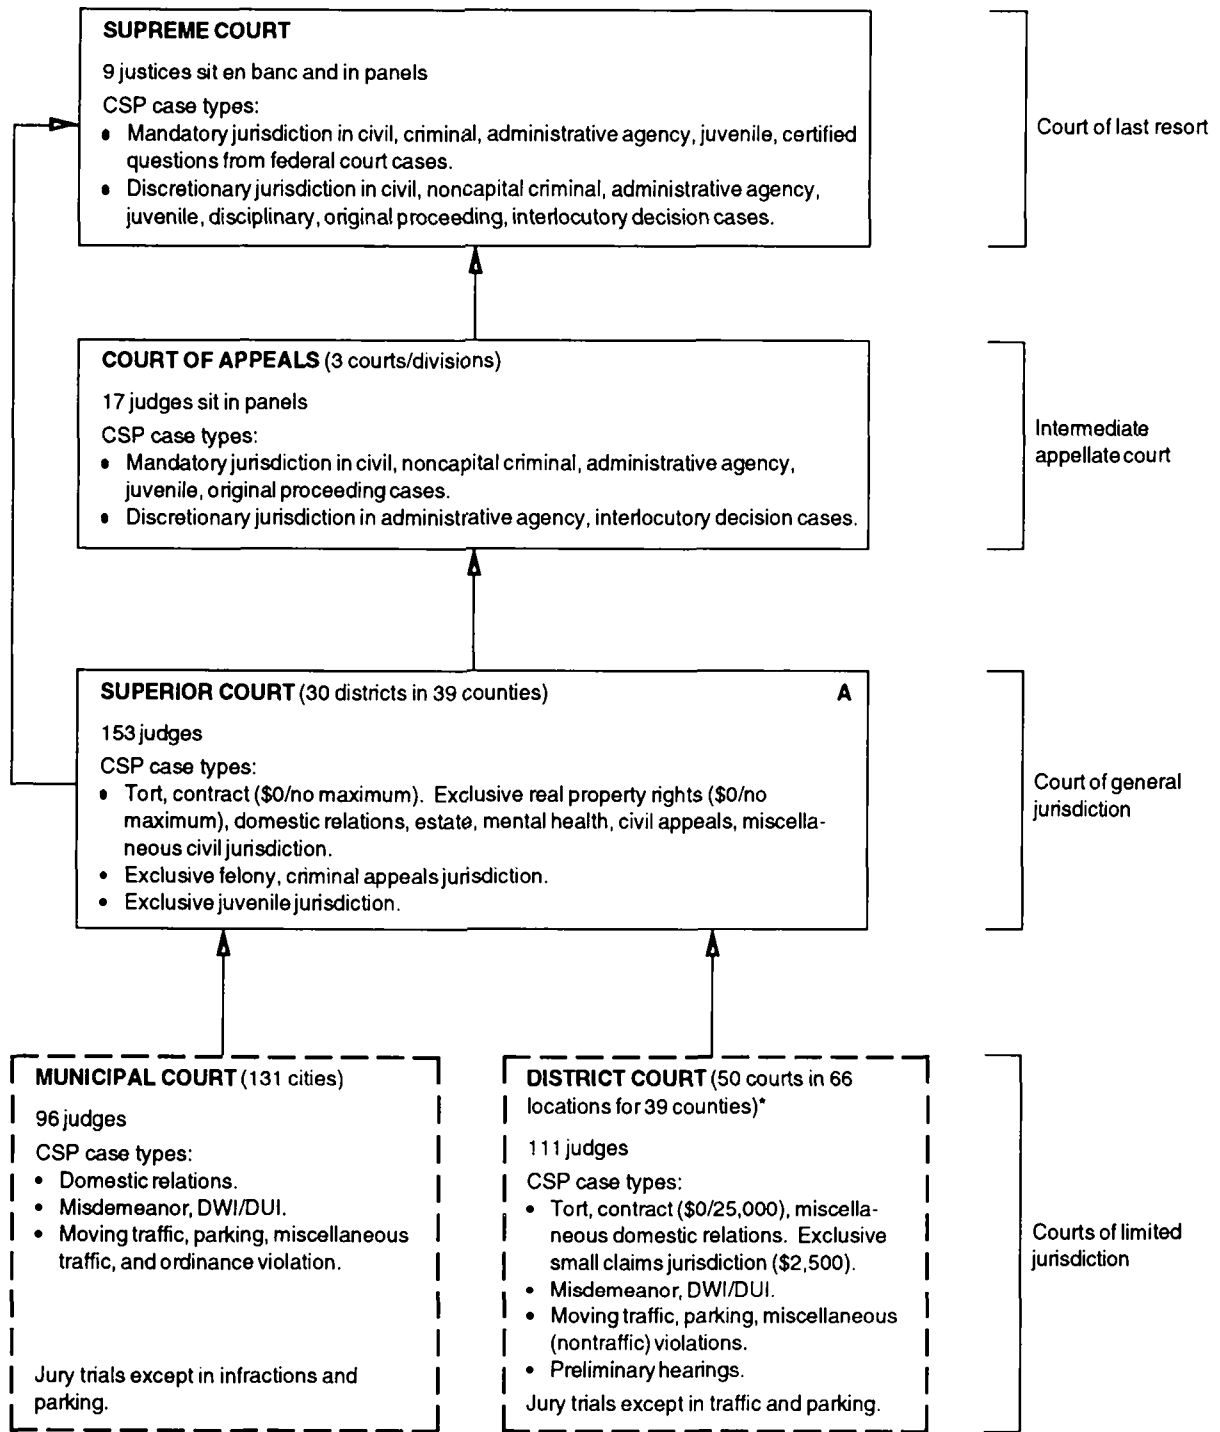 SUPREME COURT
9 justices sit en banc and in panels
CSP case types:
• Mandatory jurisdiction in civil, criminal, administrative agency, juvenile, certified
questions from federal court cases.
• Discretionary jurisdiction in civil, noncapital criminal, administrative agency,
juvenile, disciplinary, original proceeding, interlocutory decision cases.
Court of last resort
COURT OF APPEALS (3 courts/divisions)
17 judges sit in panels
CSP case types:
• Mandatory jurisdiction in civil, noncapital criminal, administrative agency,
juvenile, original proceeding cases.
• Discretionary jurisdiction in administrative agency, interlocutory decision cases.
Intermediate
appellate court
SUPERIOR COURT (30 districts in 39 counties) A
153 judges
CSP case types:
• Tort, contract ($0/no maximum). Exclusive real property rights ($0/no
maximum), domestic relations, estate, mental health, civil appeals, miscella-
neous civil jurisdiction.
• Exclusive felony, criminal appeals jurisdiction.
• Exclusive juvenile jurisdiction.
Court of general
jurisdiction
MUNICIPAL COURT (131 cities)
96 judges
CSP case types:
• Domestic relations.
• Misdemeanor, DWI/DUI.
• Moving traffic, parking, miscellaneous
traffic, and ordinance violation.
Jury trials except in infractions and
parking.
DISTRICT COURT (50 courts in 66
locations for 39 counties)*
111 judges
CSP case types:
• Tort, contract ($0/25,000), miscella-
neous domestic relations. Exclusive
small claims jurisdiction ($2,500).
• Misdemeanor, DWI/DUI.
• Moving traffic, parking, miscellaneous
(nontraffic) violations.
• Preliminary hearings.
Jury trials except in traffic and parking.
Courts of limited
jurisdiction